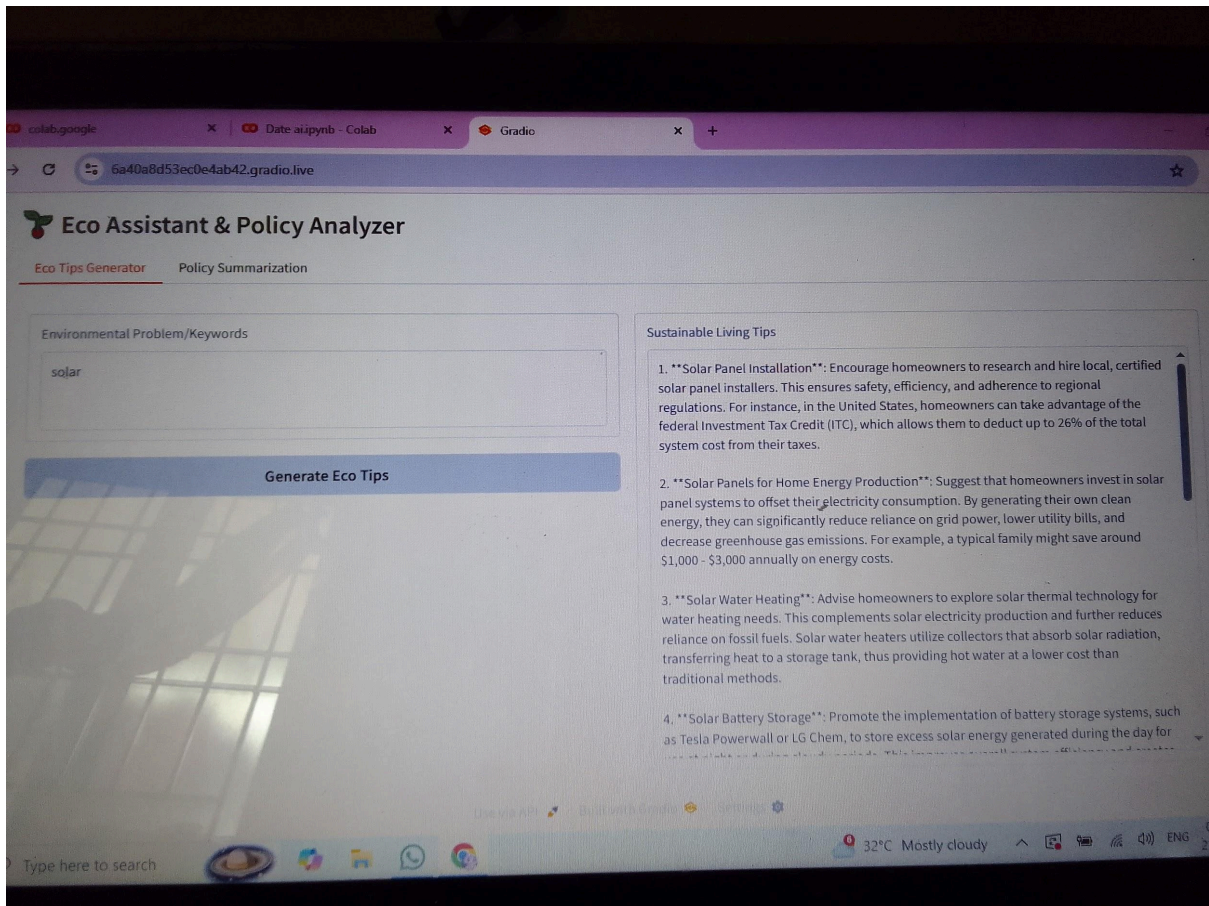 colab.google
Date ai.ipynb - Colab
Gradio
6a40a8d53ec0e4ab42.gradio.live
Eco Assistant & Policy Analyzer
Eco Tips Generator
Policy Summarization
Environmental Problem/Keywords
solar
Generate Eco Tips
Sustainable Living Tips
1. **Solar Panel Installation**: Encourage homeowners to research and hire local, certified
solar panel installers. This ensures safety, efficiency, and adherence to regional
regulations. For instance, in the United States, homeowners can take advantage of the
federal Investment Tax Credit (ITC), which allows them to deduct up to 26% of the total
system cost from their taxes.
2. **Solar Panels for Home Energy Production**: Suggest that homeowners invest in solar
panel systems to offset their electricity consumption. By generating their own clean
energy, they can significantly reduce reliance on grid power, lower utility bills, and
decrease greenhouse gas emissions. For example, a typical family might save around
$1,000 - $3,000 annually on energy costs.
3. **Solar Water Heating**: Advise homeowners to explore solar thermal technology for
water heating needs. This complements solar electricity production and further reduces
reliance on fossil fuels. Solar water heaters utilize collectors that absorb solar radiation,
transferring heat to a storage tank, thus providing hot water at a lower cost than
traditional methods.
4. **Solar Battery Storage**: Promote the implementation of battery storage systems, such
as Tesla Powerwall or LG Chem, to store excess solar energy generated during the day for
Use via API
Built with Gradio
Settings
Type here to search
32°C Mostly cloudy
ENG